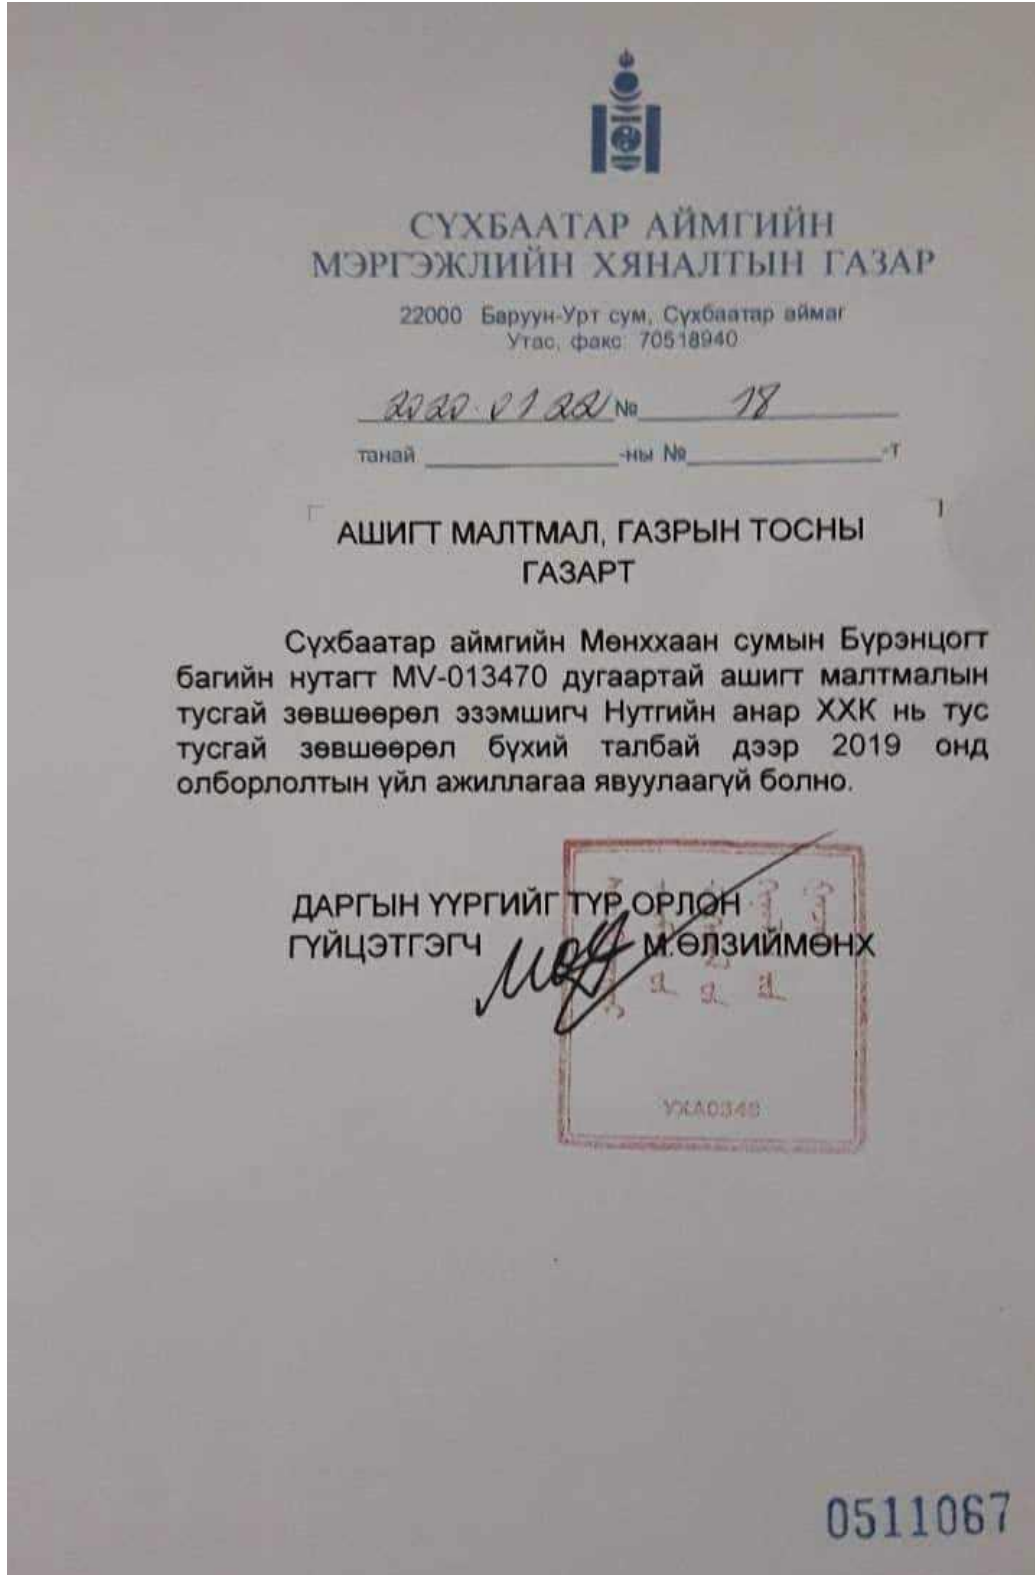 СҮХБААТАР АЙМГИЙН
МЭРГЭЖЛИЙН ХЯНАЛТЫН ГАЗАР
22000 Баруун-Урт сум, Сүхбаатар аймаг
Утас, факс: 70518940
2020.01 22 № 18
танай ____________-ны №____________-т
АШИГТ МАЛТМАЛ, ГАЗРЫН ТОСНЫ
ГАЗАРТ
Сүхбаатар аймгийн Мөнххаан сумын Бүрэнцогт
багийн нутагт MV-013470 дугаартай ашигт малтмалын
тусгай зөвшөөрөл эзэмшигч Нутгийн анар ХХК нь тус
тусгай зөвшөөрөл бүхий талбай дээр 2019 онд
олборлолтын үйл ажиллагаа явуулаагүй болно.
ДАРГЫН ҮҮРГИЙГ ТҮР ОРЛОН
ГҮЙЦЭТГЭГЧ М.ӨЛЗИЙМӨНХ
0511067